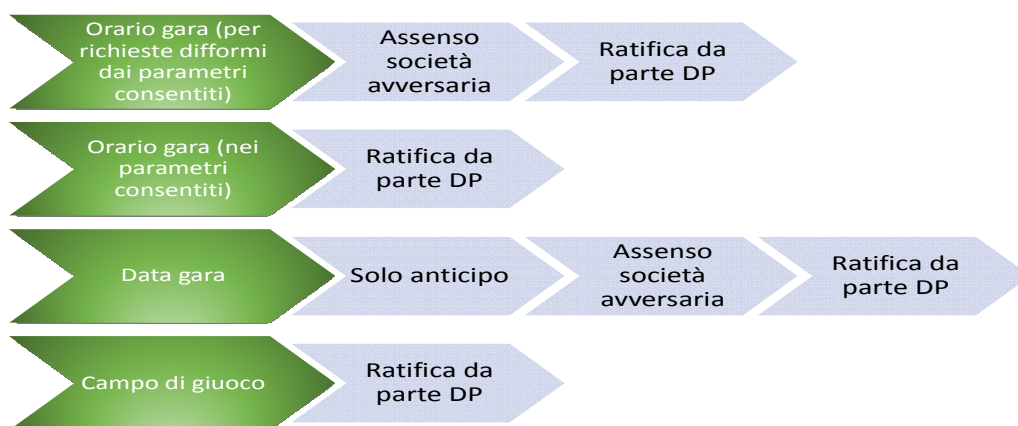 Orario gara (per
richieste difformi
dai parametri
consentiti)
Assenso
società
avversaria
Ratifica da
parte DP
Orario gara (nei
parametri
consentiti)
Ratifica da
parte DP
Data gara
Solo anticipo
Assenso
società
avversaria
Ratifica da
parte DP
Campo di giuoco
Ratifica da
parte DP